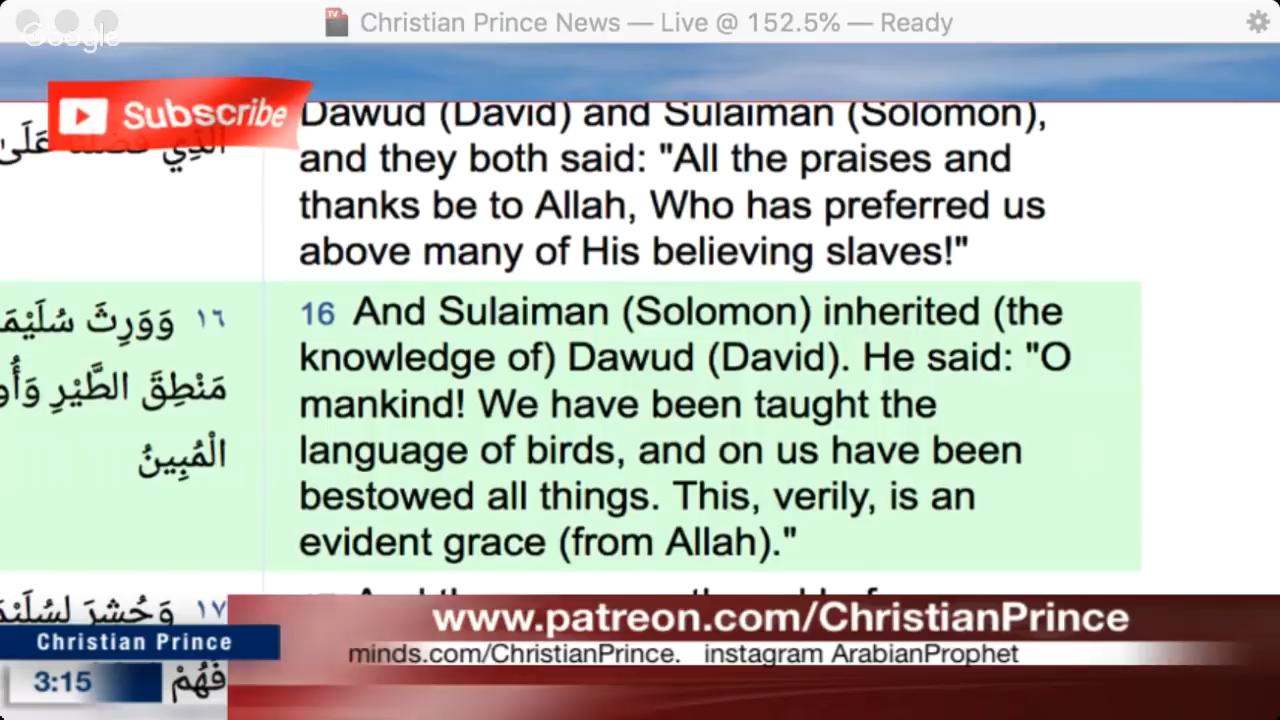 Christian Prince News — Live @ 152.5% — Ready
Google
Subscribe
Dawud (David) and Sulaiman (Solomon),
and they both said: "All the praises and
thanks be to Allah, Who has preferred us
above many of His believing slaves!"
١٦ وَوَرِثَ
مَنْطِقَ الطَّيْرِ
الْمُبِينُ
16 And Sulaiman (Solomon) inherited (the
knowledge of) Dawud (David). He said: "O
mankind! We have been taught the
language of birds, and on us have been
bestowed all things. This, verily, is an
evident grace (from Allah)."
١٧ وَحُشِرَ
www.patreon.com/ChristianPrince
Christian Prince
minds.com/ChristianPrince. instagram ArabianProphet
3:15